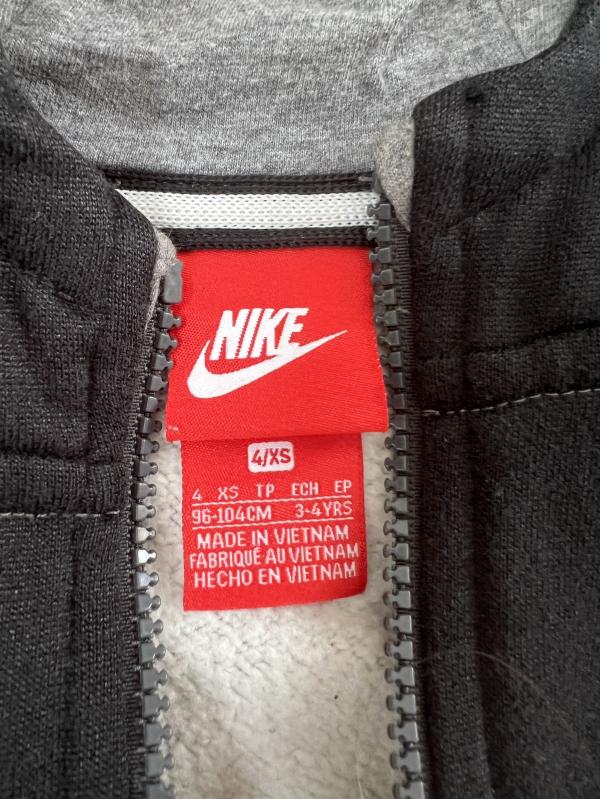 NIKE
4/XS
4 XS TP ECH EP
96-104CM 3-4YRS
MADE IN VIETNAM
FABRIQUÉ AU VIETNAM
HECHO EN VIETNAM